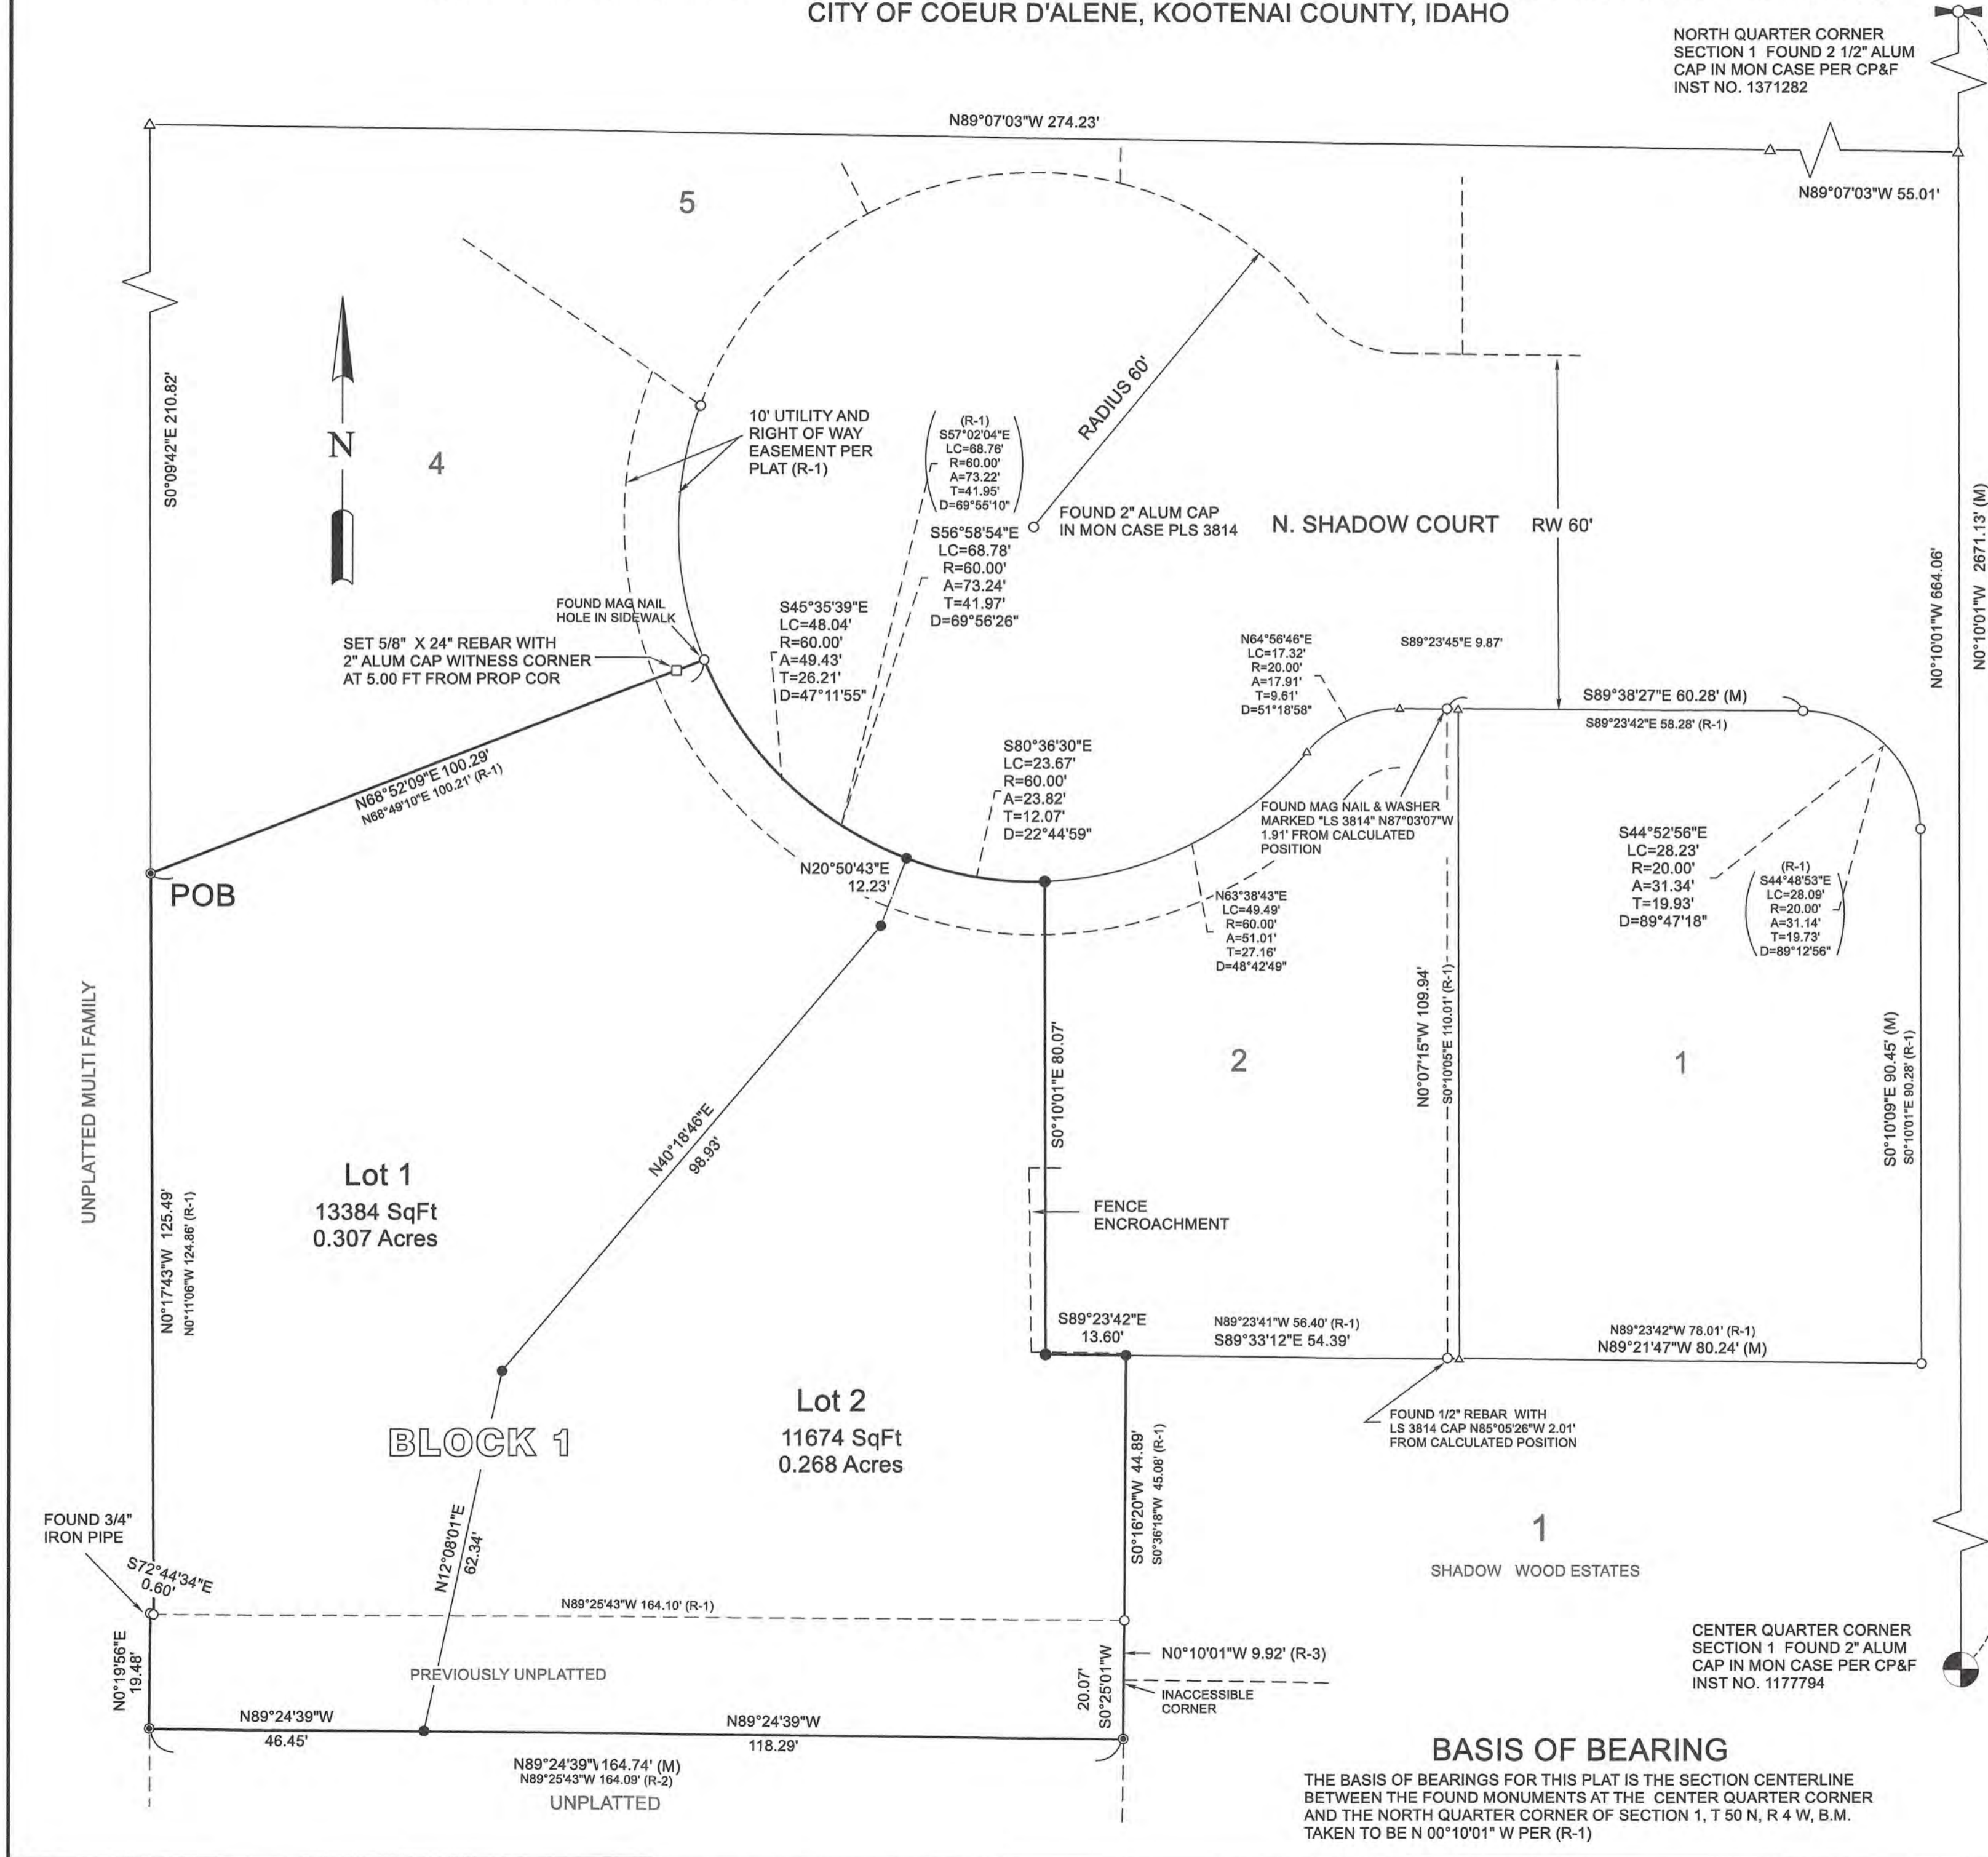 CITY OF COEUR D'ALENE, KOOTENAI COUNTY, IDAHO
NORTH QUARTER CORNER
SECTION 1 FOUND 2 1/2" ALUM
CAP IN MON CASE PER CP&F
INST NO. 1371282
N89°07'03"W 274.23'
N89°07'03"W 55.01'
5
S0°09'42"E 210.82'
N
4
10' UTILITY AND
RIGHT OF WAY
EASEMENT PER
PLAT (R-1)
(R-1)
S57°02'04"E
LC=68.76'
R=60.00'
A=73.22'
T=41.95'
D=69°55'10"
S56°58'54"E
LC=68.78'
R=60.00'
A=73.24'
T=41.97'
D=69°56'26"
RADIUS 60'
FOUND 2" ALUM CAP
IN MON CASE PLS 3814
N. SHADOW COURT RW 60'
N0°10'01"W 664.06'
N0°10'01"W 2671.13' (M)
FOUND MAG NAIL
HOLE IN SIDEWALK
SET 5/8" X 24" REBAR WITH
2" ALUM CAP WITNESS CORNER
AT 5.00 FT FROM PROP COR
S45°35'39"E
LC=48.04'
R=60.00'
A=49.43'
T=26.21'
D=47°11'55"
N64°56'46"E
LC=17.32'
R=20.00'
A=17.91'
T=9.61'
D=51°18'58"
S89°23'45"E 9.87'
S89°38'27"E 60.28' (M)
S89°23'42"E 58.28' (R-1)
N68°52'09"E 100.29'
N68°49'10"E 100.21' (R-1)
S80°36'30"E
LC=23.67'
R=60.00'
A=23.82'
T=12.07'
D=22°44'59"
FOUND MAG NAIL & WASHER
MARKED "LS 3814" N87°03'07"W
1.91' FROM CALCULATED
POSITION
S44°52'56"E
LC=28.23'
R=20.00'
A=31.34'
T=19.93'
D=89°47'18"
(R-1)
S44°48'53"E
LC=28.09'
R=20.00'
A=31.14'
T=19.73'
D=89°12'56"
POB
N20°50'43"E
12.23'
N63°38'43"E
LC=49.49'
R=60.00'
A=51.01'
T=27.16'
D=48°42'49"
UNPLATTED MULTI FAMILY
S0°10'01"E 80.07'
2
N0°07'15"W 109.94'
S0°10'05"E 110.01' (R-1)
1
S0°10'09"E 90.45' (M)
S0°10'01"E 90.28' (R-1)
N40°18'46"E
98.93'
Lot 1
13384 SqFt
0.307 Acres
N0°17'43"W 125.49'
N0°11'06"W 124.86' (R-1)
FENCE
ENCROACHMENT
S89°23'42"E
13.60'
N89°23'41"W 56.40' (R-1)
S89°33'12"E 54.39'
N89°23'42"W 78.01' (R-1)
N89°21'47"W 80.24' (M)
Lot 2
11674 SqFt
0.268 Acres
BLOCK 1
FOUND 1/2" REBAR WITH
LS 3814 CAP N85°05'26"W 2.01'
FROM CALCULATED POSITION
S0°16'20"W 44.89'
S0°36'18"W 45.08' (R-1)
FOUND 3/4"
IRON PIPE
S72°44'34"E
0.60'
N12°08'01"E
62.34'
1
SHADOW WOOD ESTATES
N89°25'43"W 164.10' (R-1)
N0°19'56"E
19.48'
PREVIOUSLY UNPLATTED
20.07'
S0°25'01"W
N0°10'01"W 9.92' (R-3)
INACCESSIBLE
CORNER
CENTER QUARTER CORNER
SECTION 1 FOUND 2" ALUM
CAP IN MON CASE PER CP&F
INST NO. 1177794
N89°24'39"W
46.45'
N89°24'39"W
118.29'
N89°24'39"W 164.74' (M)
N89°25'43"W 164.09' (R-2)
UNPLATTED
BASIS OF BEARING
THE BASIS OF BEARINGS FOR THIS PLAT IS THE SECTION CENTERLINE
BETWEEN THE FOUND MONUMENTS AT THE CENTER QUARTER CORNER
AND THE NORTH QUARTER CORNER OF SECTION 1, T 50 N, R 4 W, B.M.
TAKEN TO BE N 00°10'01" W PER (R-1)